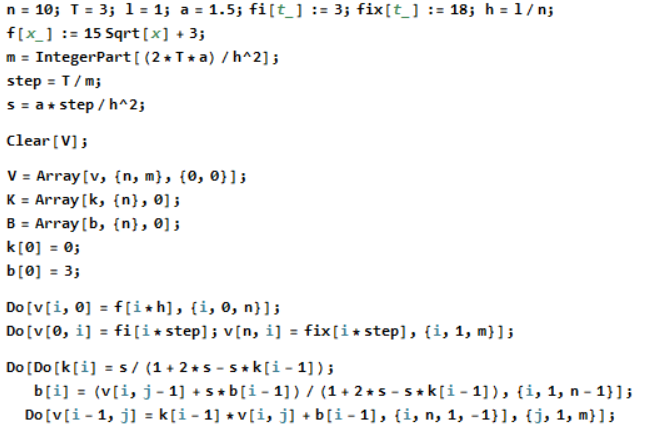 n = 10; T = 3; l = 1; a = 1.5; fi[t_] := 3; fix[t_] := 18; h = l / n;
f[x_] := 15 Sqrt[x] + 3;
m = IntegerPart[(2 * T * a) / h^2];
step = T / m;
s = a * step / h^2;
Clear[V];
V = Array[v, {n, m}, {0, 0}];
K = Array[k, {n}, 0];
B = Array[b, {n}, 0];
k[0] = 0;
b[0] = 3;
Do[v[i, 0] = f[i * h], {i, 0, n}];
Do[v[0, i] = fi[i * step]; v[n, i] = fix[i * step], {i, 1, m}];
Do[Do[k[i] = s / (1 + 2 * s - s * k[i - 1]);
b[i] = (v[i, j - 1] + s * b[i - 1]) / (1 + 2 * s - s * k[i - 1]), {i, 1, n - 1}];
Do[v[i - 1, j] = k[i - 1] * v[i, j] + b[i - 1], {i, n, 1, -1}], {j, 1, m}];